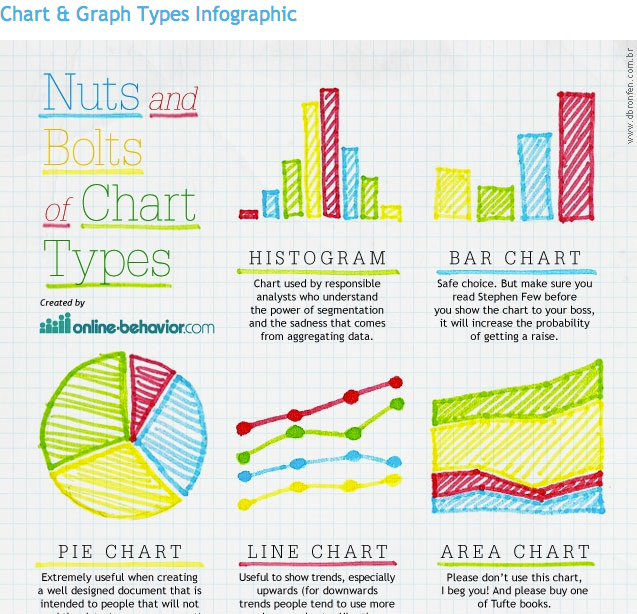 Chart & Graph Types Infographic
www.dbronfen.com.br
Nuts and
Bolts
of Chart
Types
Created by
online-behavior.com
HISTOGRAM
Chart used by responsible
analysts who understand
the power of segmentation
and the sadness that comes
from aggregating data.
BAR CHART
Safe choice. But make sure you
read Stephen Few before
you show the chart to your boss,
it will increase the probability
of getting a raise.
PIE CHART
Extremely useful when creating
a well designed document that is
intended to people that will not
LINE CHART
Useful to show trends, especially
upwards (for downwards
trends people tend to use more
AREA CHART
Please don't use this chart,
I beg you! And please buy one
of Tufte books.